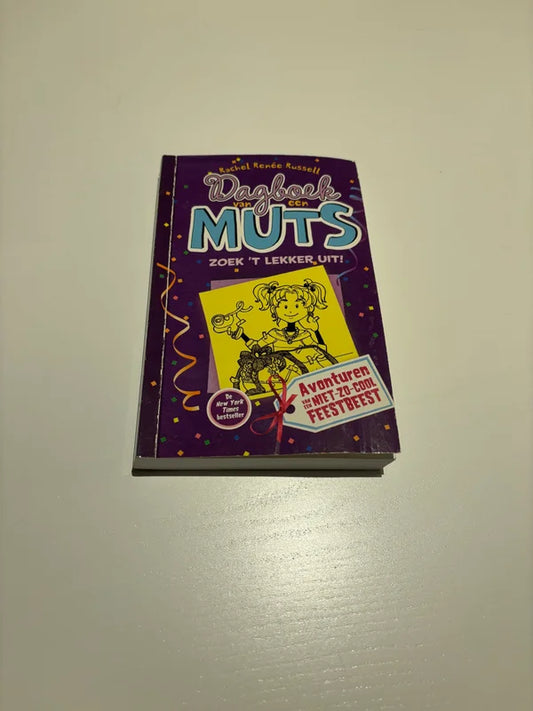 Rachel Renée Russell
Dagboek
van een
MUTS
ZOEK 'T LEKKER UIT!
Avonturen
VAN EEN NIET-ZO-COOL
FEESTBEEST
De
New York
Times
bestseller